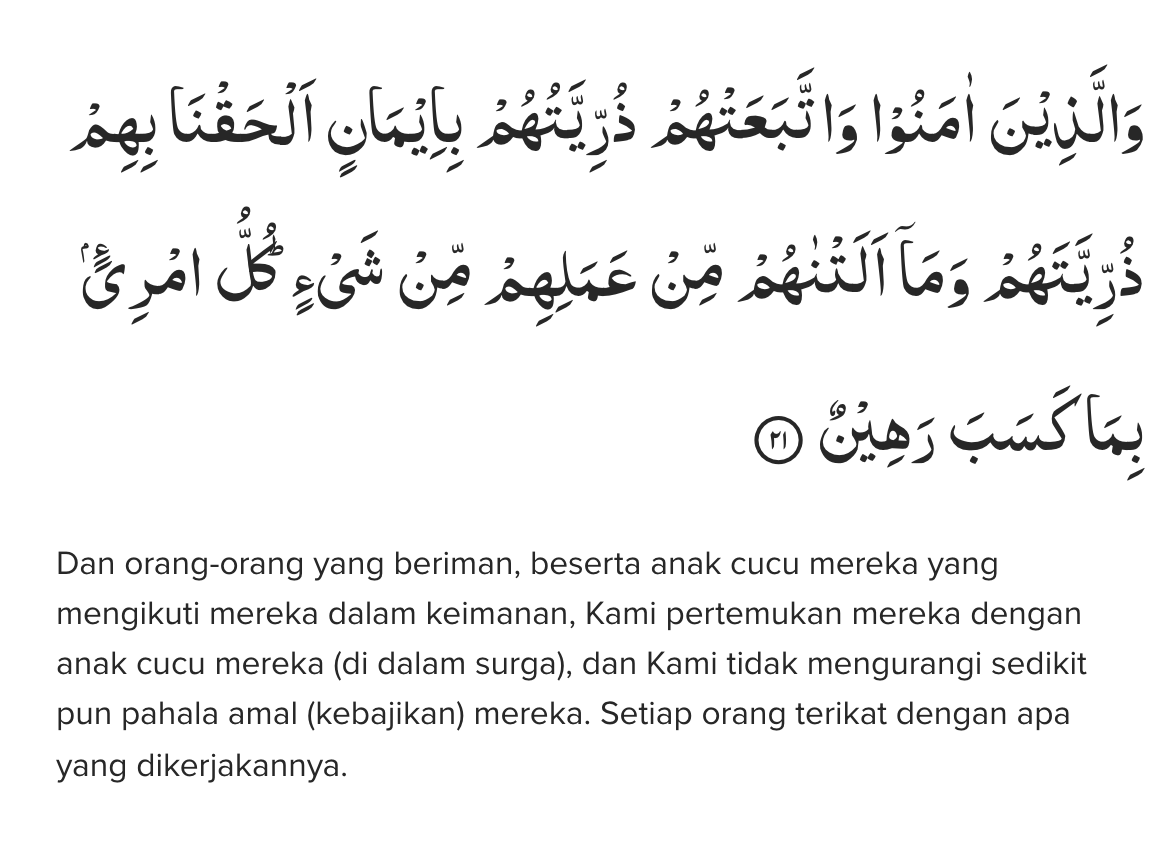 وَالَّذِيْنَ اٰمَنُوْا وَاتَّبَعَتْهُمْ ذُرِّيَّتُهُمْ بِاِيْمَانٍ اَلْحَقْنَا بِهِمْ
ذُرِّيَّتَهُمْ وَمَآ اَلَتْنٰهُمْ مِّنْ عَمَلِهِمْ مِّنْ شَيْءٍۗ كُلُّ امْرِئٍۢ
بِمَا كَسَبَ رَهِيْنٌ ٢١
Dan orang-orang yang beriman, beserta anak cucu mereka yang
mengikuti mereka dalam keimanan, Kami pertemukan mereka dengan
anak cucu mereka (di dalam surga), dan Kami tidak mengurangi sedikit
pun pahala amal (kebajikan) mereka. Setiap orang terikat dengan apa
yang dikerjakannya.